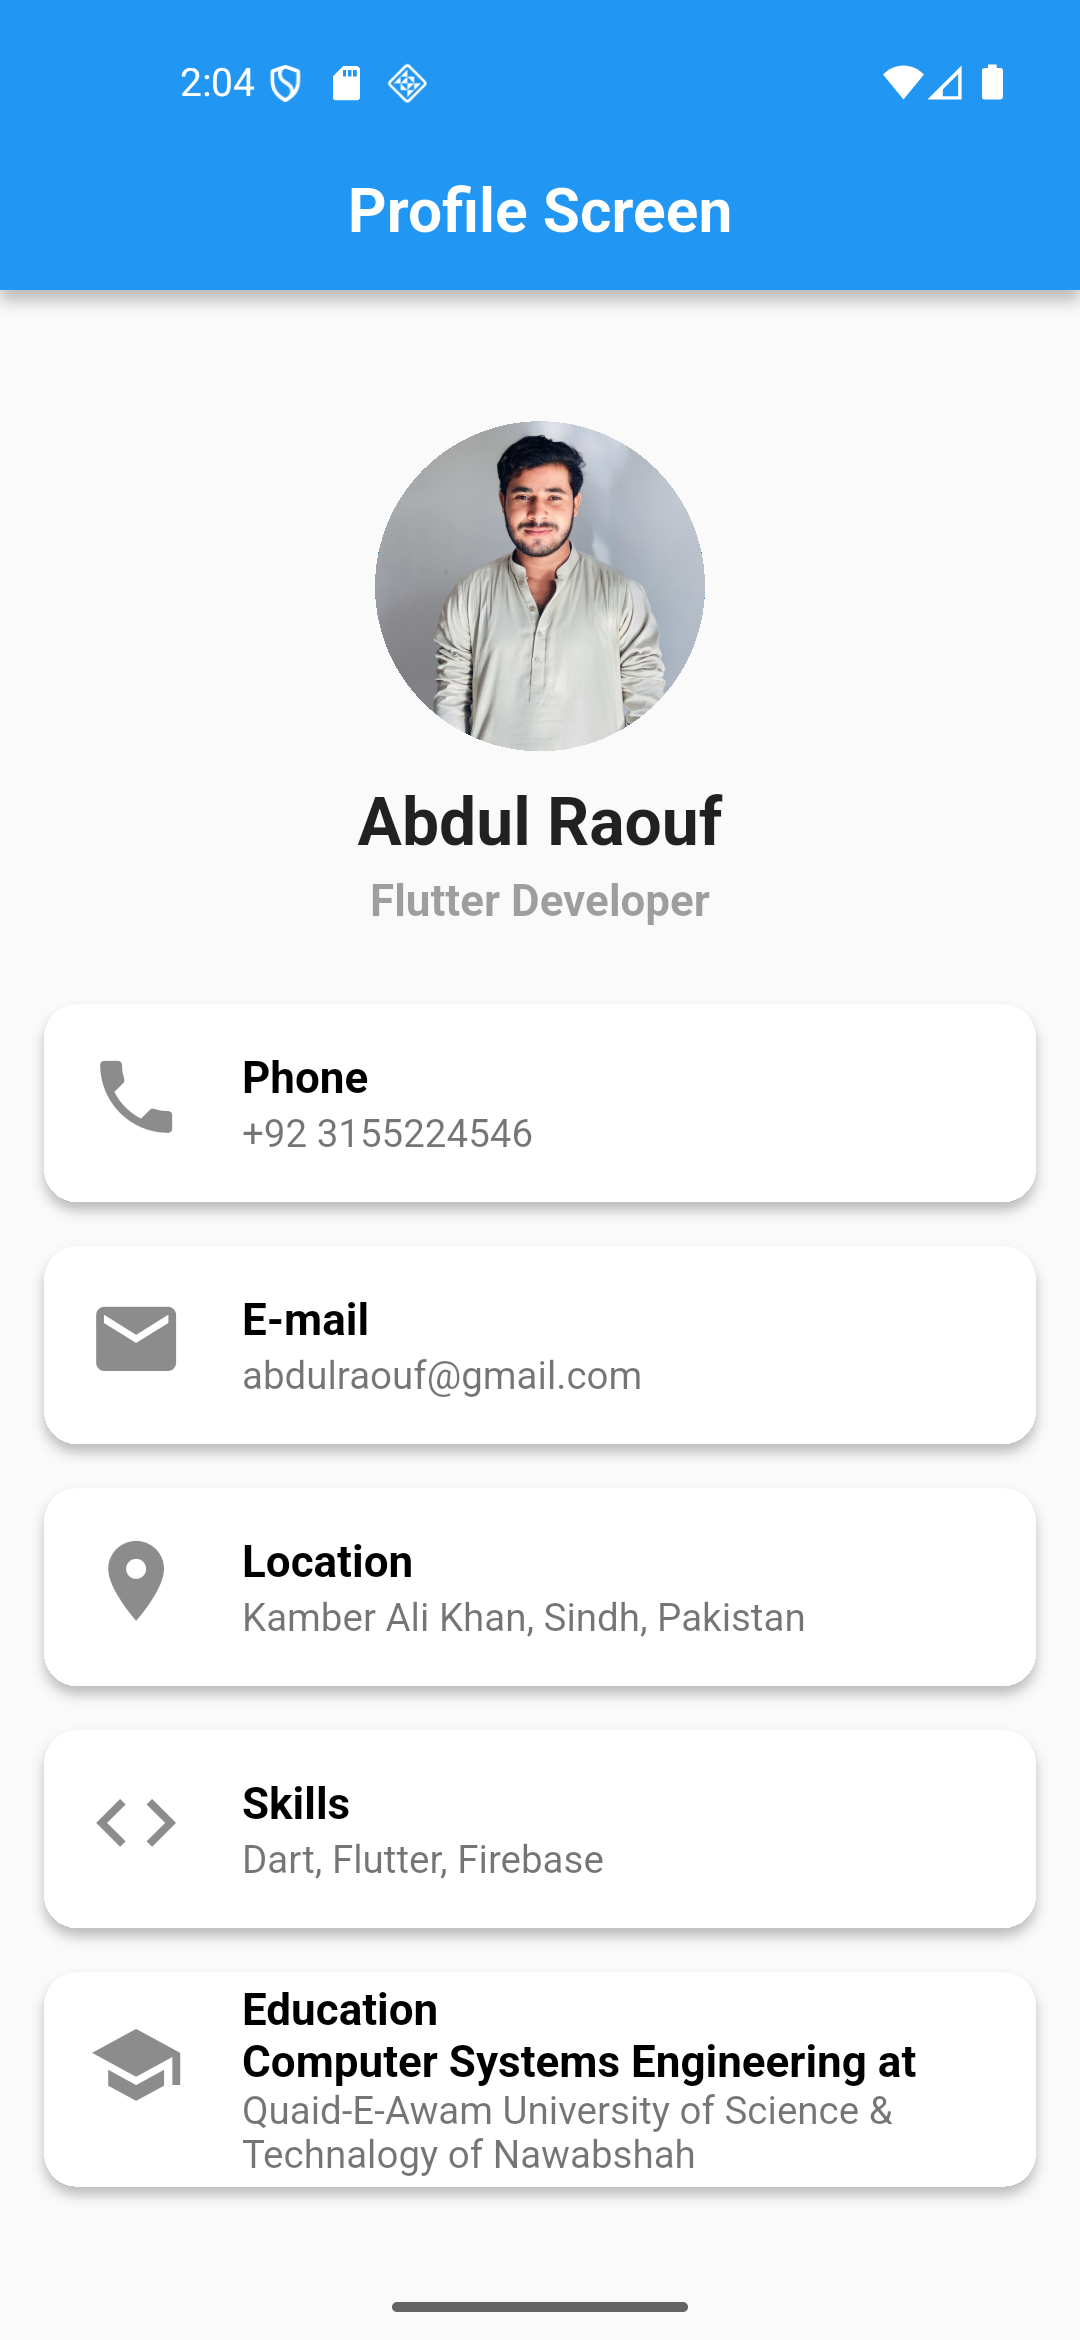 2:04
Profile Screen
Abdul Raouf
Flutter Developer
Phone
+92 3155224546
E-mail
abdulraouf@gmail.com
Location
Kamber Ali Khan, Sindh, Pakistan
Skills
Dart, Flutter, Firebase
Education
Computer Systems Engineering at
Quaid-E-Awam University of Science &
Technalogy of Nawabshah